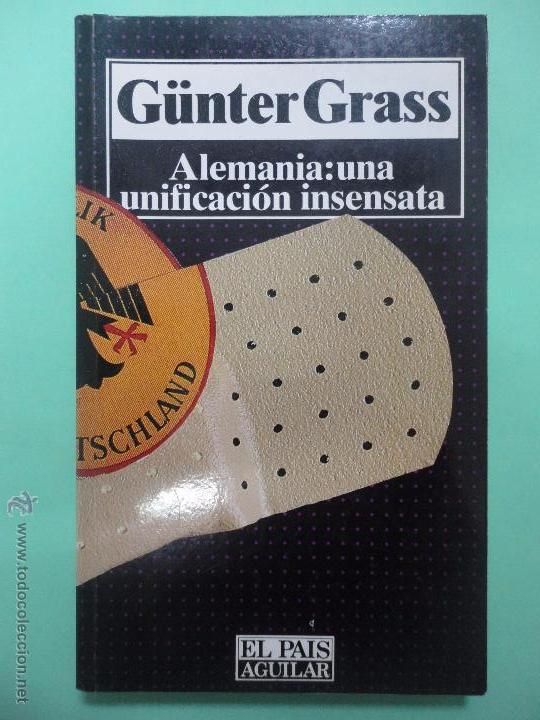 Günter Grass
Alemania:una
unificación insensata
LIK
TSCHLAND
EL PAIS
AGUILAR
www.todocoleccion.net